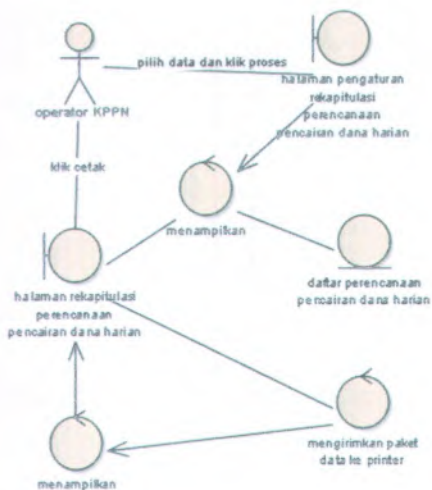 pilih data dan klik proses
halaman pengaturan
rekapitulasi
perencanaan
pencairan dana harian
operator KPPN
klik cetak
menampilkan
halaman rekapitulasi
perencanaan
pencairan dana harian
daftar perencanaan
pencairan dana harian
mengirimkan paket
data ke printer
menampilkan